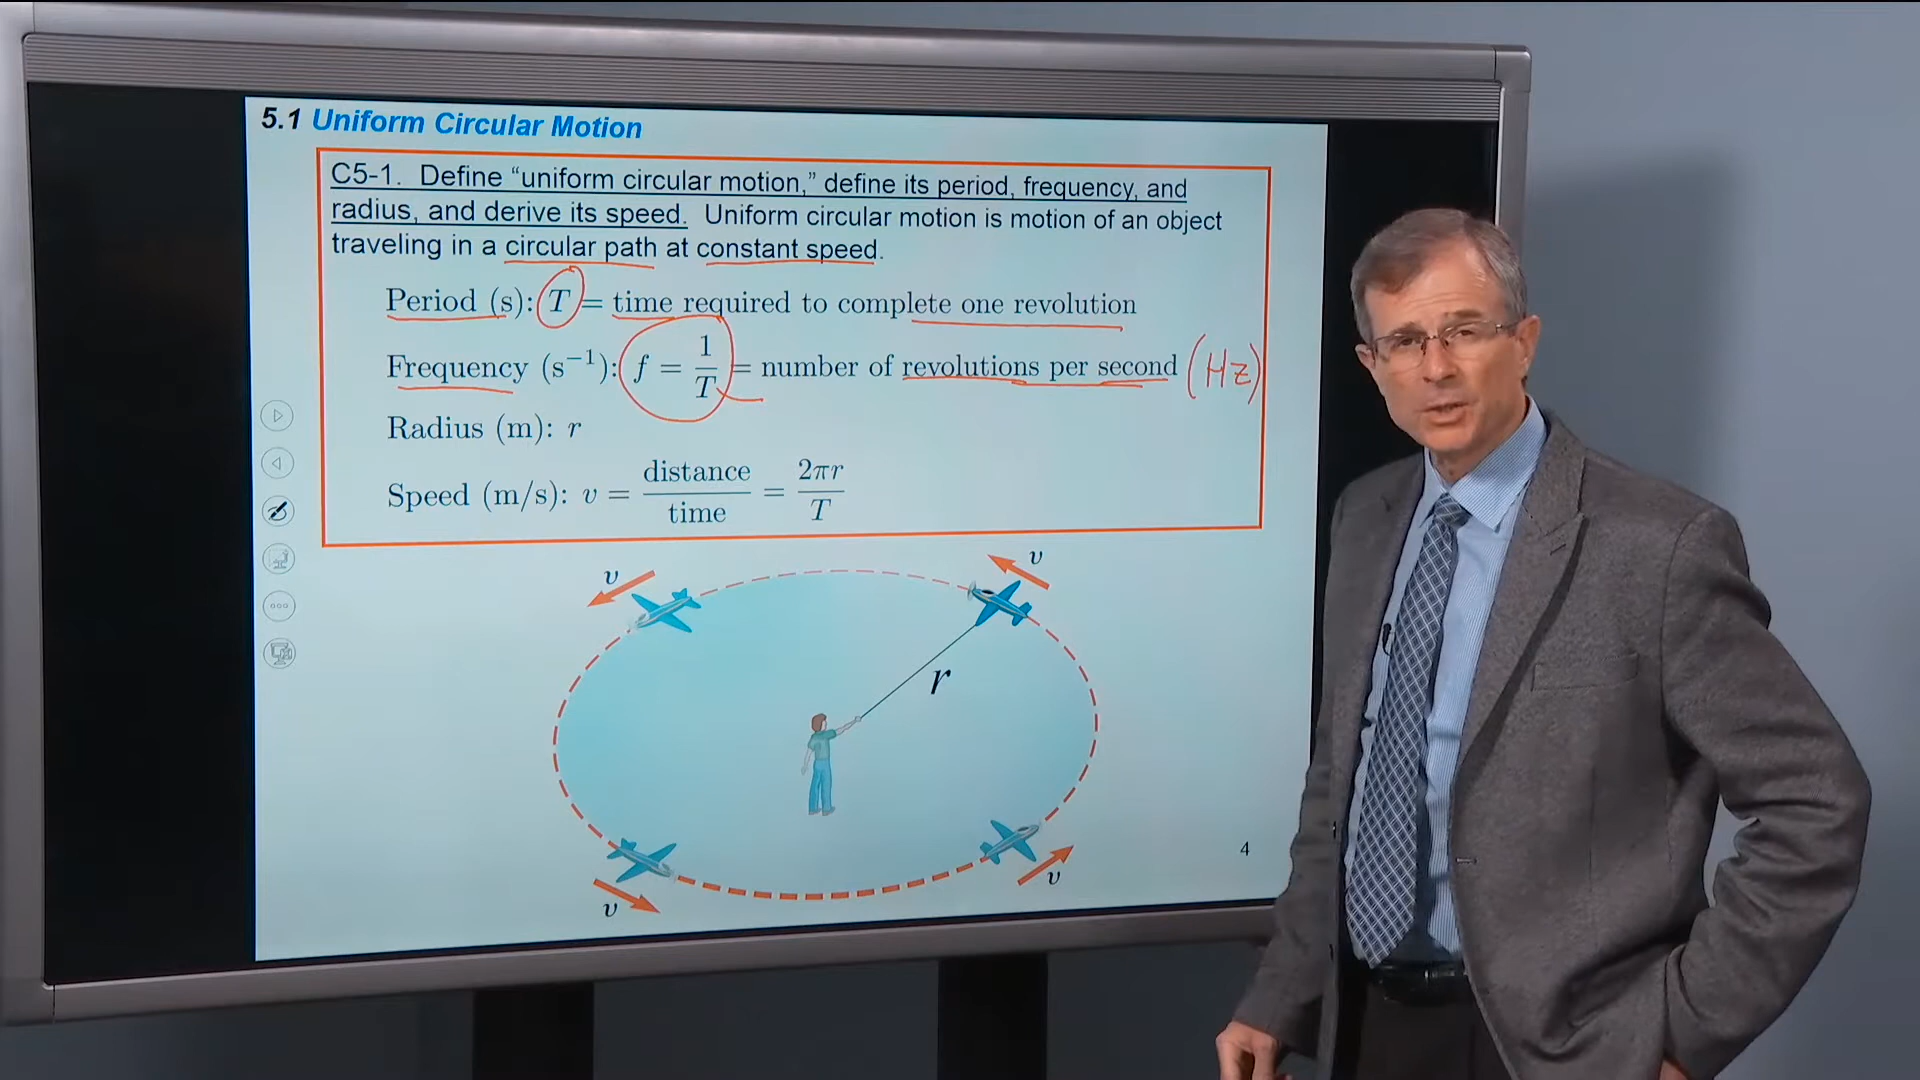 5.1 Uniform Circular Motion
C5-1. Define “uniform circular motion,” define its period, frequency, and
radius, and derive its speed. Uniform circular motion is motion of an object
traveling in a circular path at constant speed.
Period (s): T = time required to complete one revolution
Frequency (s⁻¹): f = 1/T = number of revolutions per second (Hz)
Radius (m): r
Speed (m/s): v = distance/time = 2πr/T
v
v
r
v
v
4